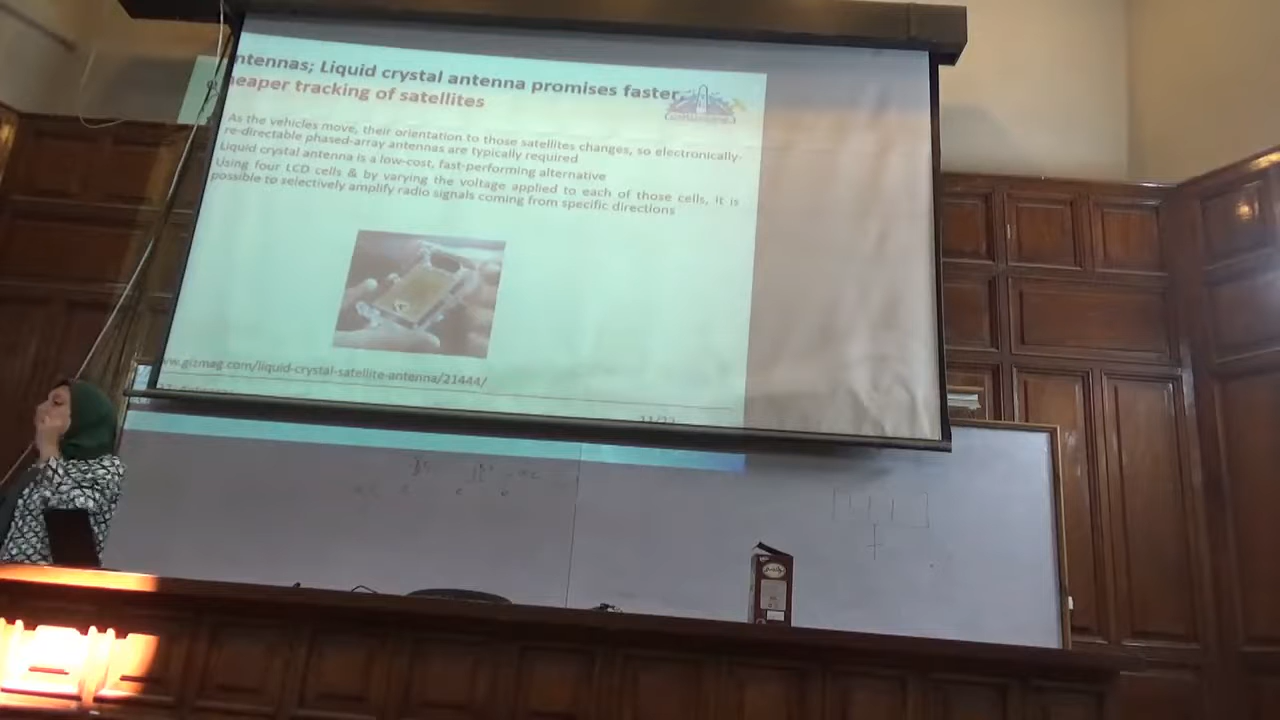 ntennas; Liquid crystal antenna promises faster,
heaper tracking of satellites
As the vehicles move, their orientation to those satellites changes, so electronically-
re-directable phased-array antennas are typically required
Liquid crystal antenna is a low-cost, fast-performing alternative
Using four LCD cells & by varying the voltage applied to each of those cells, it is
possible to selectively amplify radio signals coming from specific directions
ww.gizmag.com/liquid-crystal-satellite-antenna/21444/